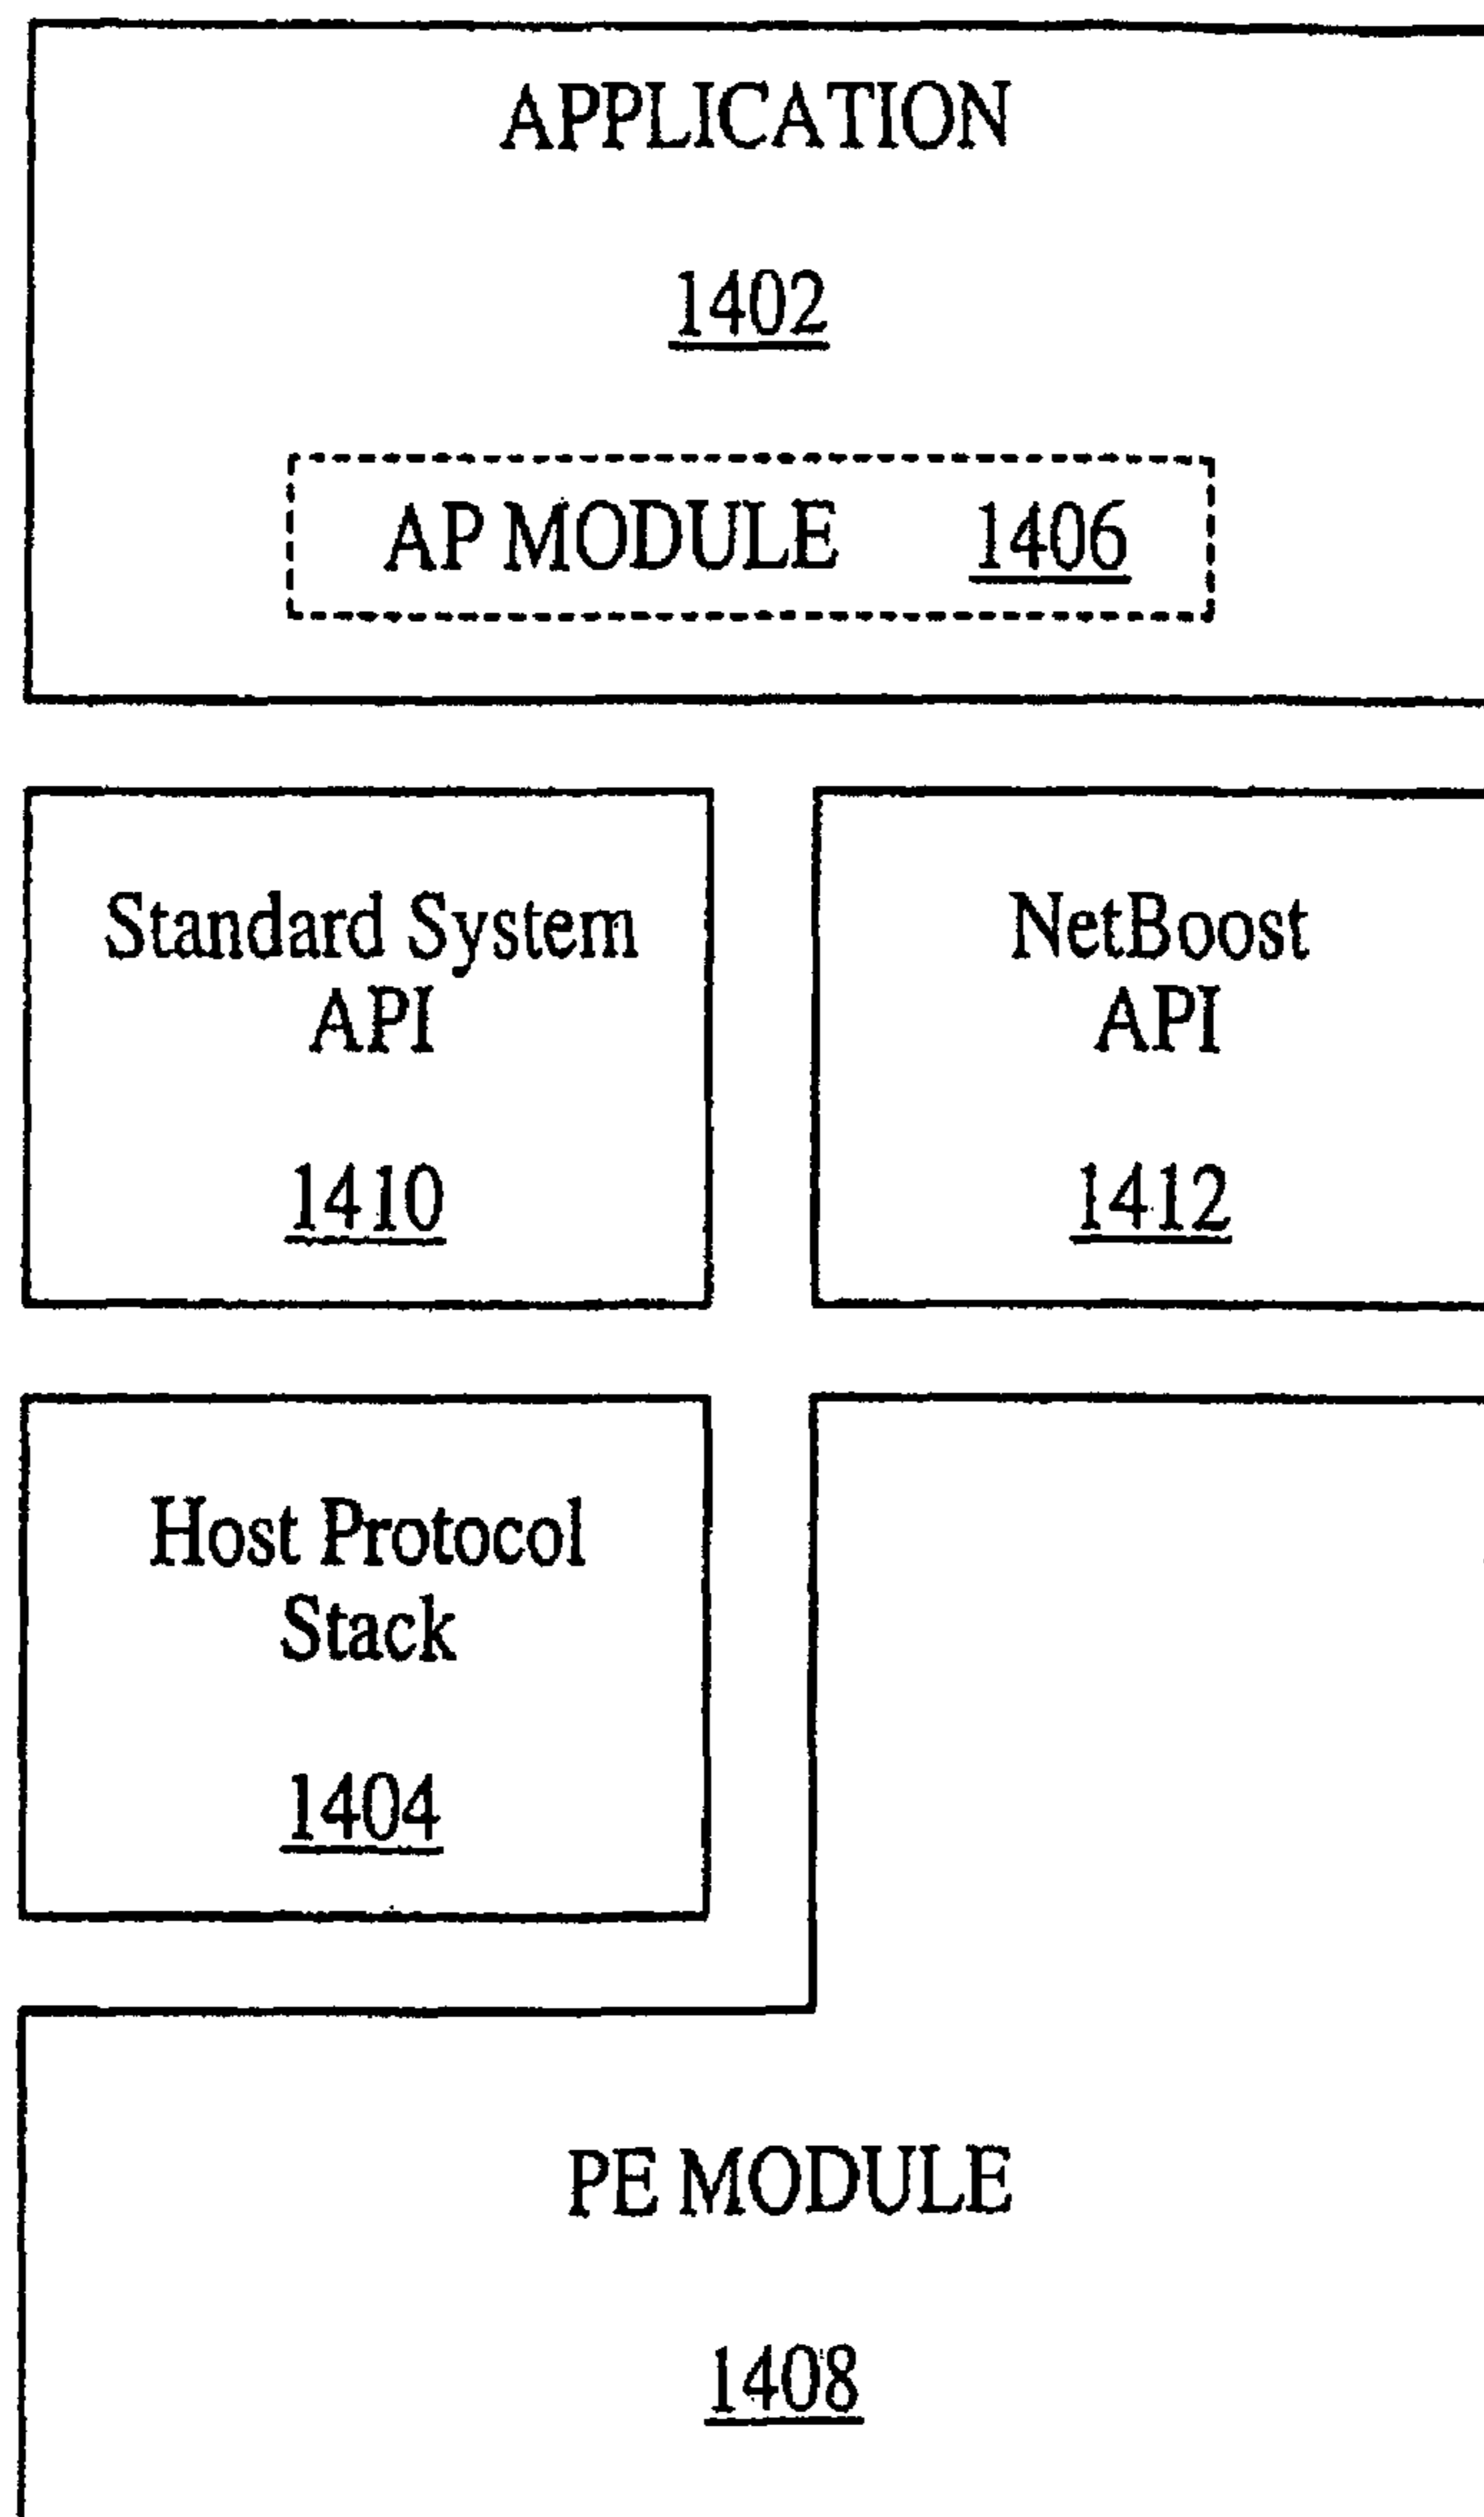 APPLICATION
1402
AP MODULE 1406
Standard System
API
1410
NetBoost
API
1412
Host Protocol
Stack
1404
PE MODULE
1408